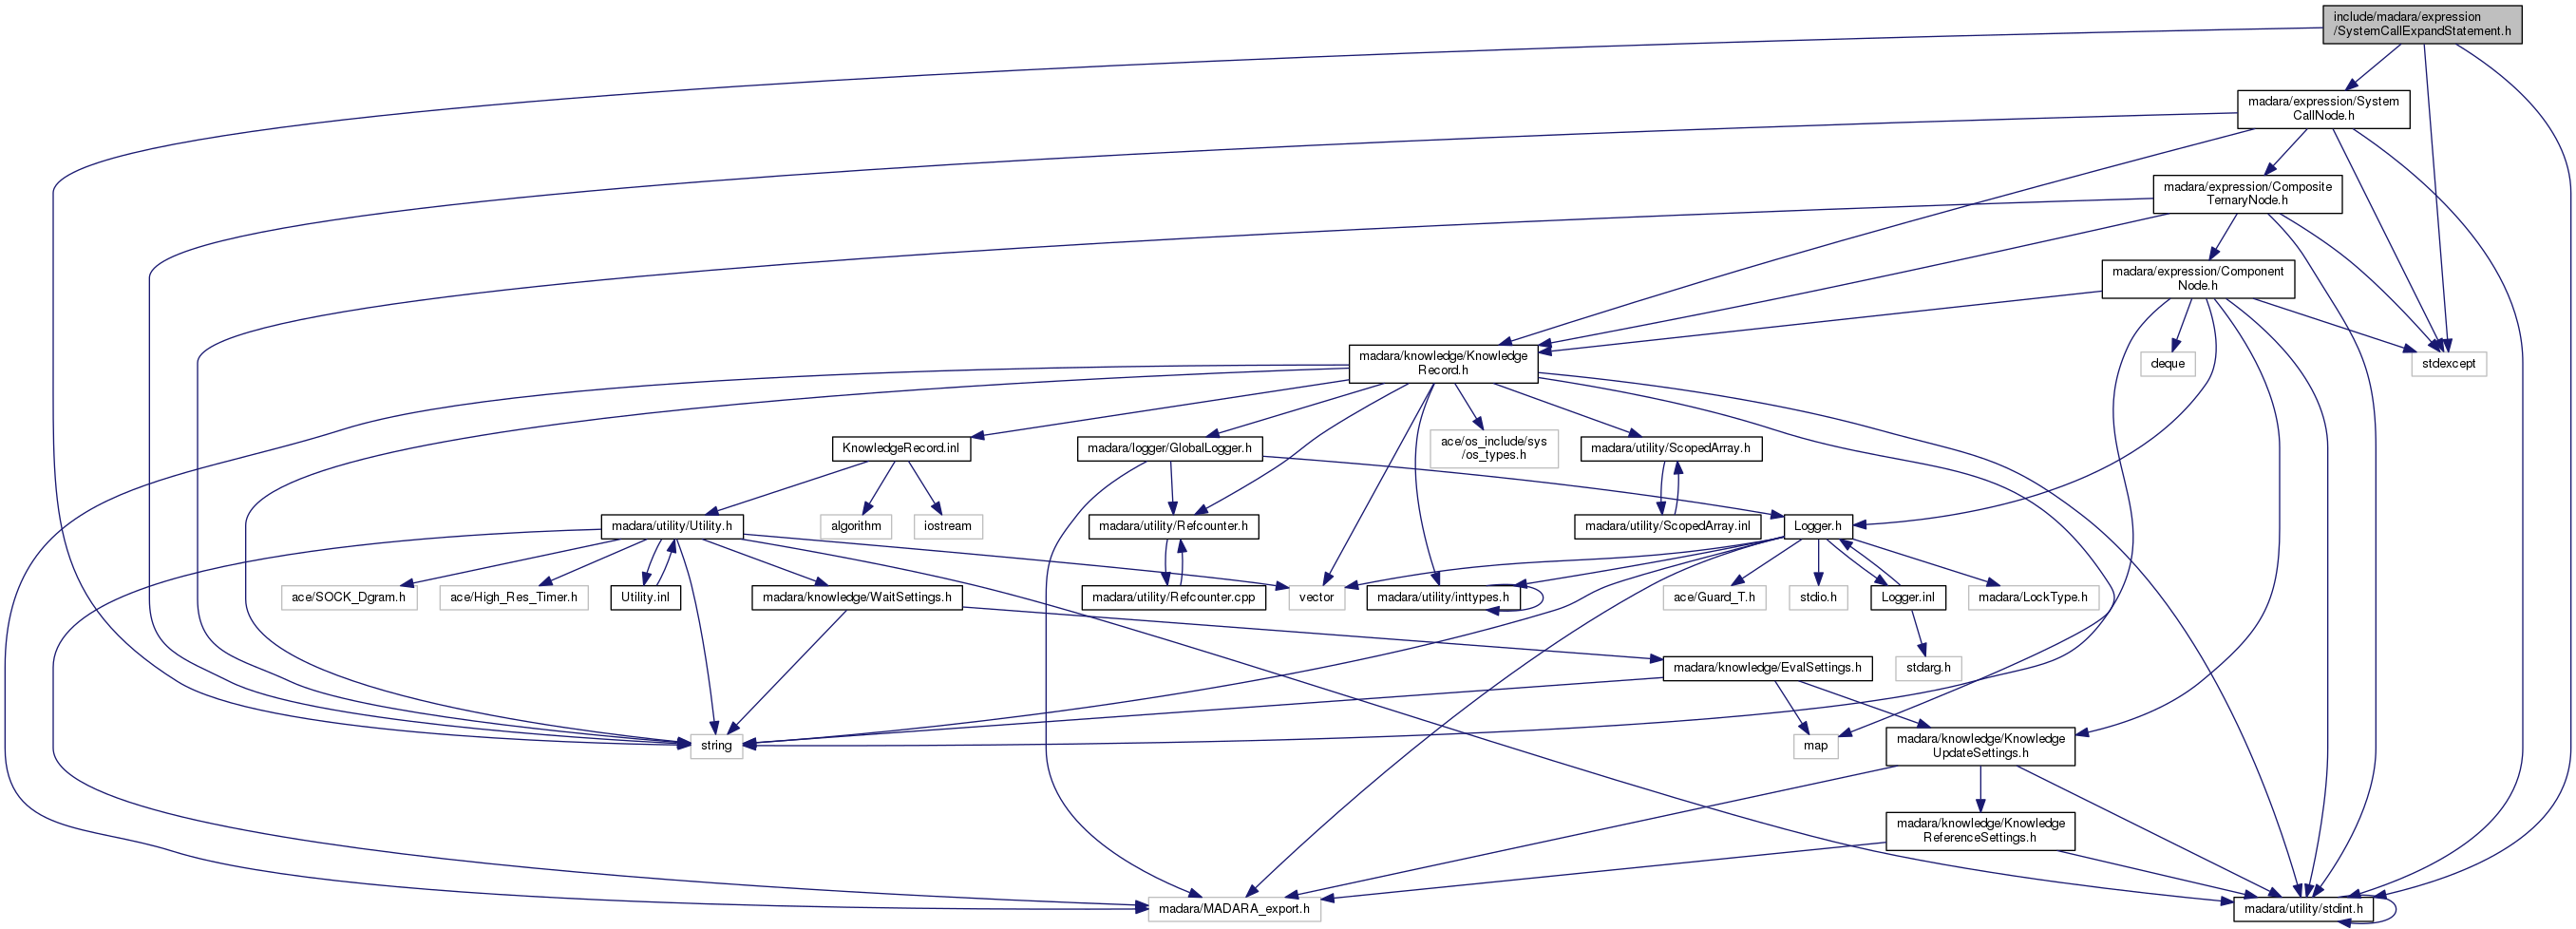 include/madara/expression
/SystemCallExpandStatement.h
madara/expression/System
CallNode.h
madara/expression/Composite
TernaryNode.h
madara/expression/Component
Node.h
madara/knowledge/Knowledge
Record.h
deque
stdexcept
KnowledgeRecord.inl
madara/logger/GlobalLogger.h
ace/os_include/sys
/os_types.h
madara/utility/ScopedArray.h
madara/utility/Utility.h
algorithm
iostream
madara/utility/Refcounter.h
madara/utility/ScopedArray.inl
Logger.h
ace/SOCK_Dgram.h
ace/High_Res_Timer.h
Utility.inl
madara/knowledge/WaitSettings.h
madara/utility/Refcounter.cpp
vector
madara/utility/inttypes.h
ace/Guard_T.h
stdio.h
Logger.inl
madara/LockType.h
madara/knowledge/EvalSettings.h
stdarg.h
string
map
madara/knowledge/Knowledge
UpdateSettings.h
madara/knowledge/Knowledge
ReferenceSettings.h
madara/MADARA_export.h
madara/utility/stdint.h